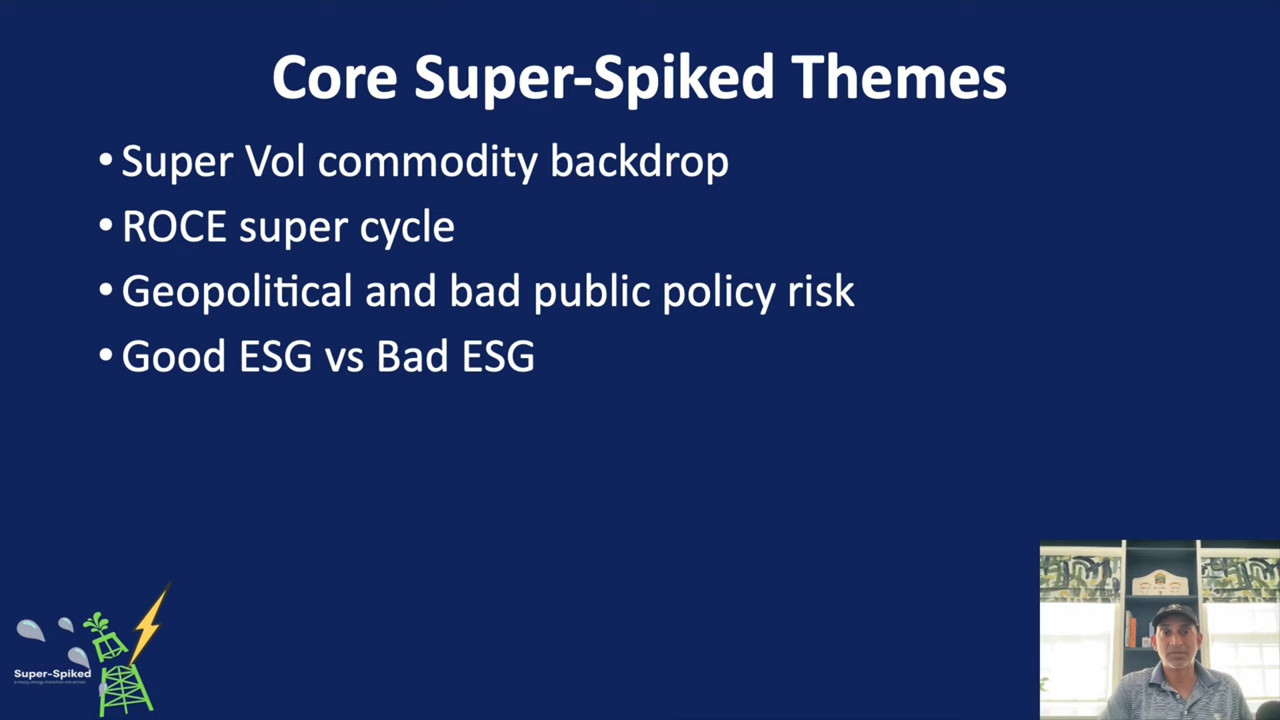 Core Super-Spiked Themes
• Super Vol commodity backdrop
• ROCE super cycle
• Geopolitical and bad public policy risk
• Good ESG vs Bad ESG
Super-Spiked